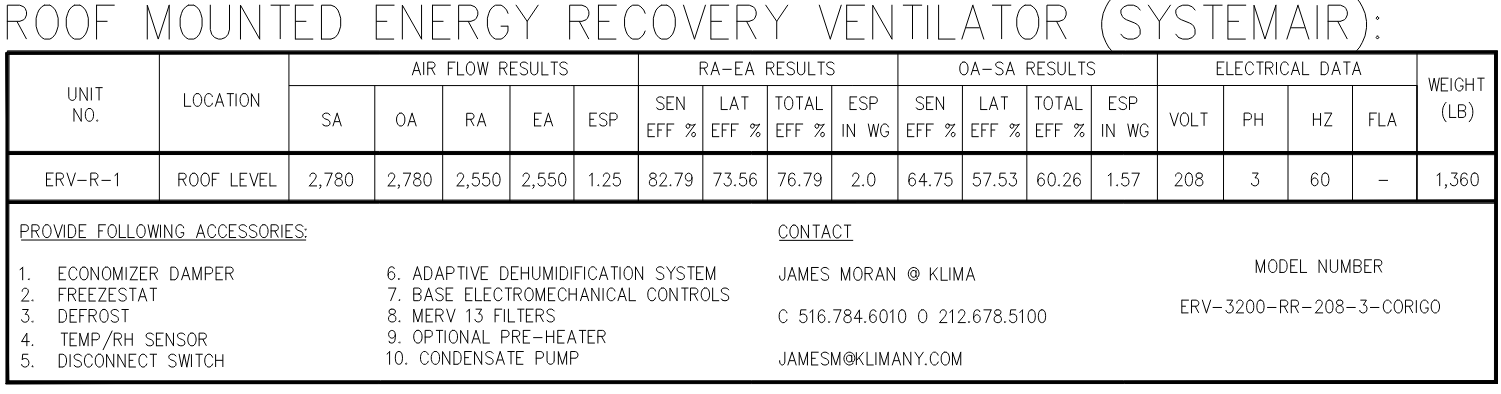 ROOF MOUNTED ENERGY RECOVERY VENTILATOR (SYSTEMAIR):
UNIT NO. LOCATION AIR FLOW RESULTS RA-EA RESULTS OA-SA RESULTS ELECTRICAL DATA WEIGHT (LB)
SA OA RA EA ESP SEN EFF % LAT EFF % TOTAL EFF % ESP IN WG SEN EFF % LAT EFF % TOTAL EFF % ESP IN WG VOLT PH HZ FLA
ERV-R-1 ROOF LEVEL 2,780 2,780 2,550 2,550 1.25 82.79 73.56 76.79 2.0 64.75 57.53 60.26 1.57 208 3 60 - 1,360
PROVIDE FOLLOWING ACCESSORIES:
1. ECONOMIZER DAMPER
2. FREEZESTAT
3. DEFROST
4. TEMP/RH SENSOR
5. DISCONNECT SWITCH
6. ADAPTIVE DEHUMIDIFICATION SYSTEM
7. BASE ELECTROMECHANICAL CONTROLS
8. MERV 13 FILTERS
9. OPTIONAL PRE-HEATER
10. CONDENSATE PUMP
CONTACT
JAMES MORAN @ KLIMA
C 516.784.6010 O 212.678.5100
JAMESM@KLIMANY.COM
MODEL NUMBER
ERV-3200-RR-208-3-CORIGO